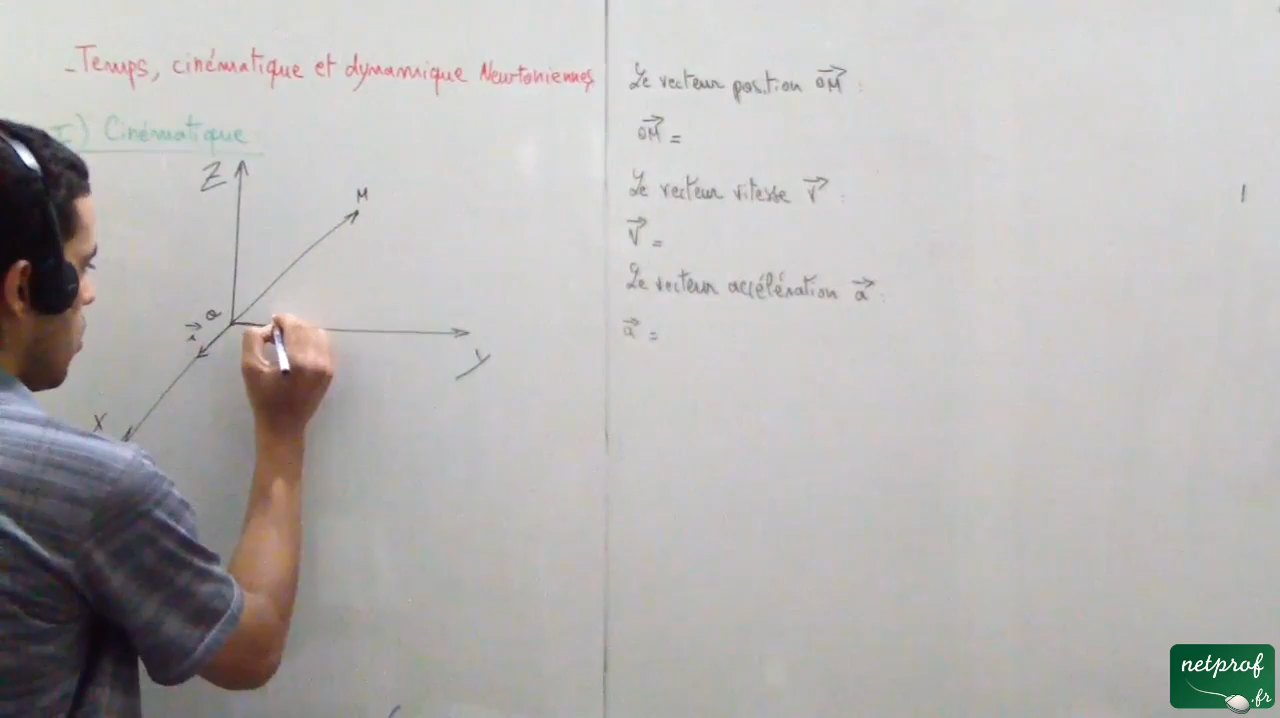 - Temps, cinématique et dynamique Newtoniennes
I) Cinématique
Z
M
O
i
Y
X
Le vecteur position OM :
OM =
Le vecteur vitesse V :
V =
Le vecteur accélération a :
a =
netprof
.fr